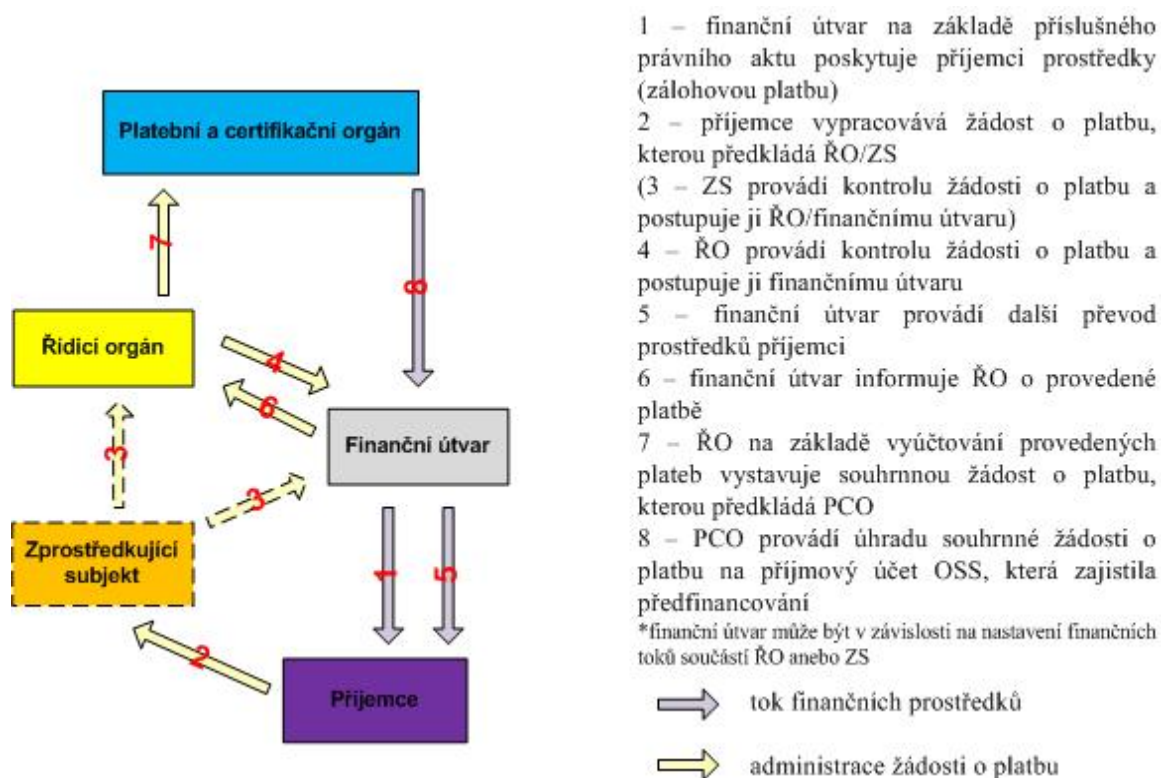 Platební a certifikační orgán
7
8
Řídicí orgán
4
6
Finanční útvar
3
3
Zprostředkující
subjekt
1
5
2
Příjemce
1 – finanční útvar na základě příslušného
právního aktu poskytuje příjemci prostředky
(zálohovou platbu)
2 – příjemce vypracovává žádost o platbu,
kterou předkládá ŘO/ZS
(3 – ZS provádí kontrolu žádosti o platbu a
postupuje ji ŘO/finančnímu útvaru)
4 – ŘO provádí kontrolu žádosti o platbu a
postupuje ji finančnímu útvaru
5 – finanční útvar provádí další převod
prostředků příjemci
6 – finanční útvar informuje ŘO o provedené
platbě
7 – ŘO na základě vyúčtování provedených
plateb vystavuje souhrnnou žádost o platbu,
kterou předkládá PCO
8 – PCO provádí úhradu souhrnné žádosti o
platbu na příjmový účet OSS, která zajistila
předfinancování
*finanční útvar může být v závislosti na nastavení finančních
toků součástí ŘO anebo ZS
tok finančních prostředků
administrace žádosti o platbu